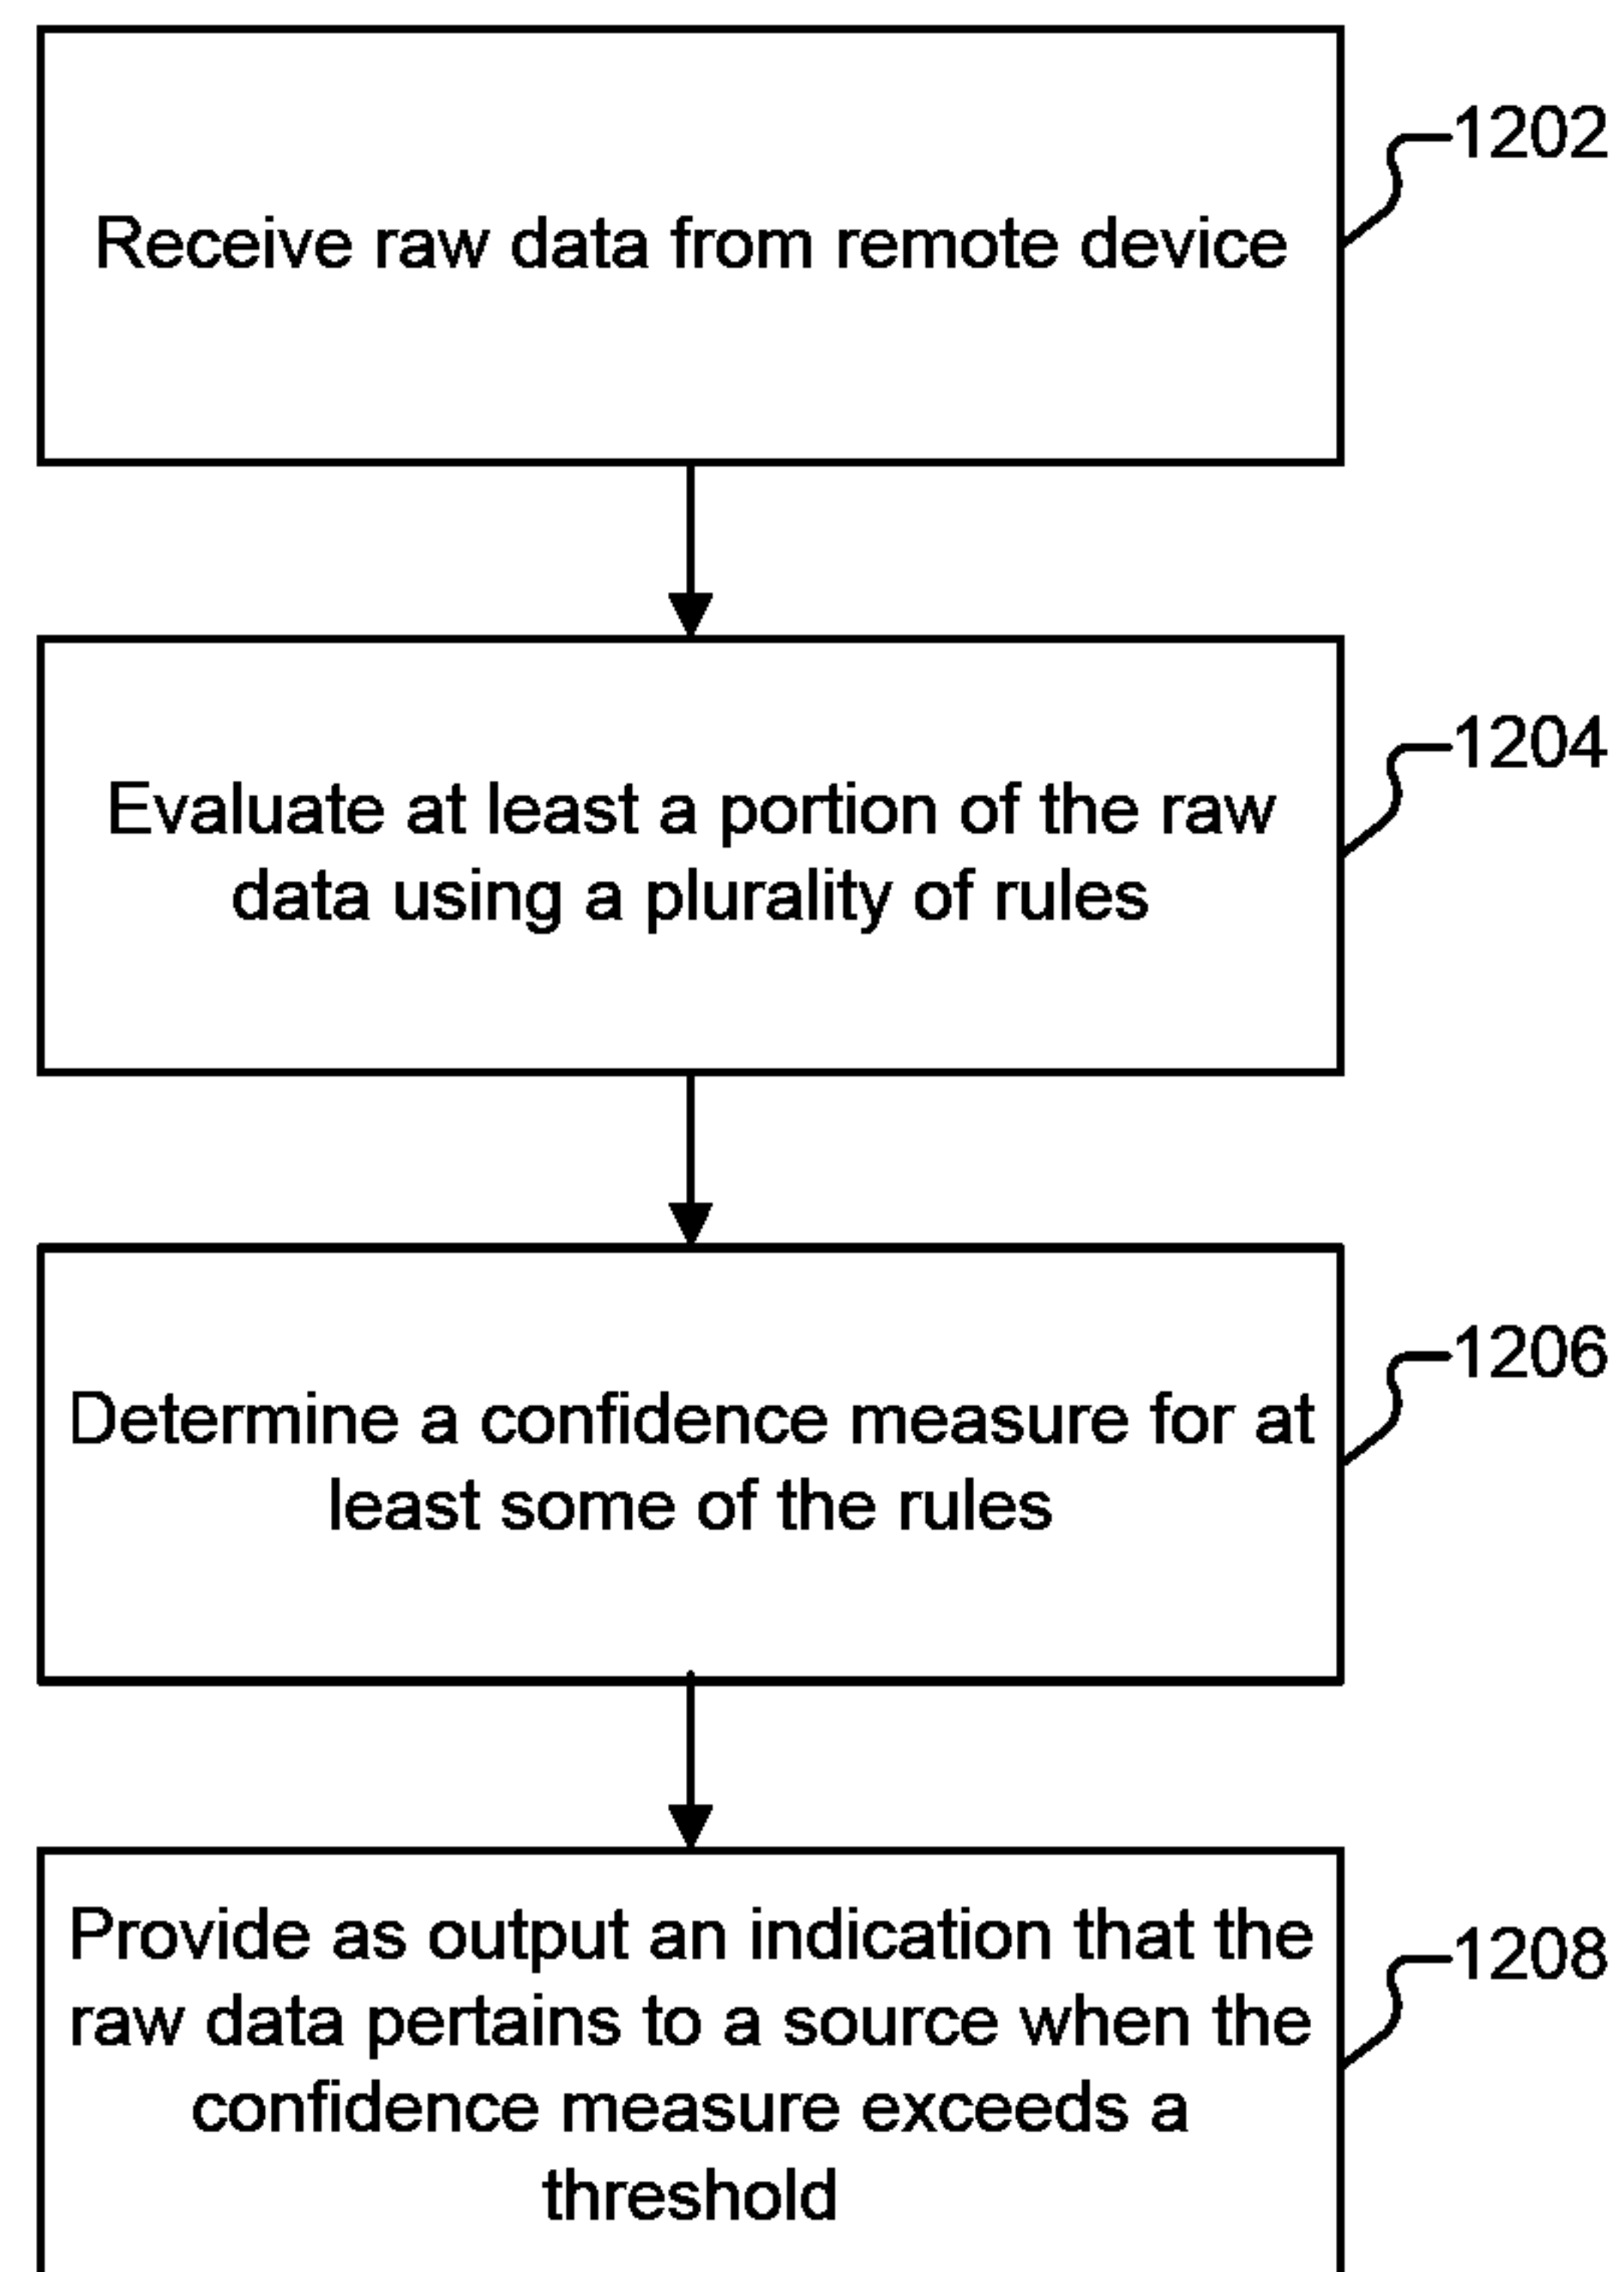 1202
Receive raw data from remote device
1204
Evaluate at least a portion of the raw
data using a plurality of rules
1206
Determine a confidence measure for at
least some of the rules
1208
Provide as output an indication that the
raw data pertains to a source when the
confidence measure exceeds a
threshold